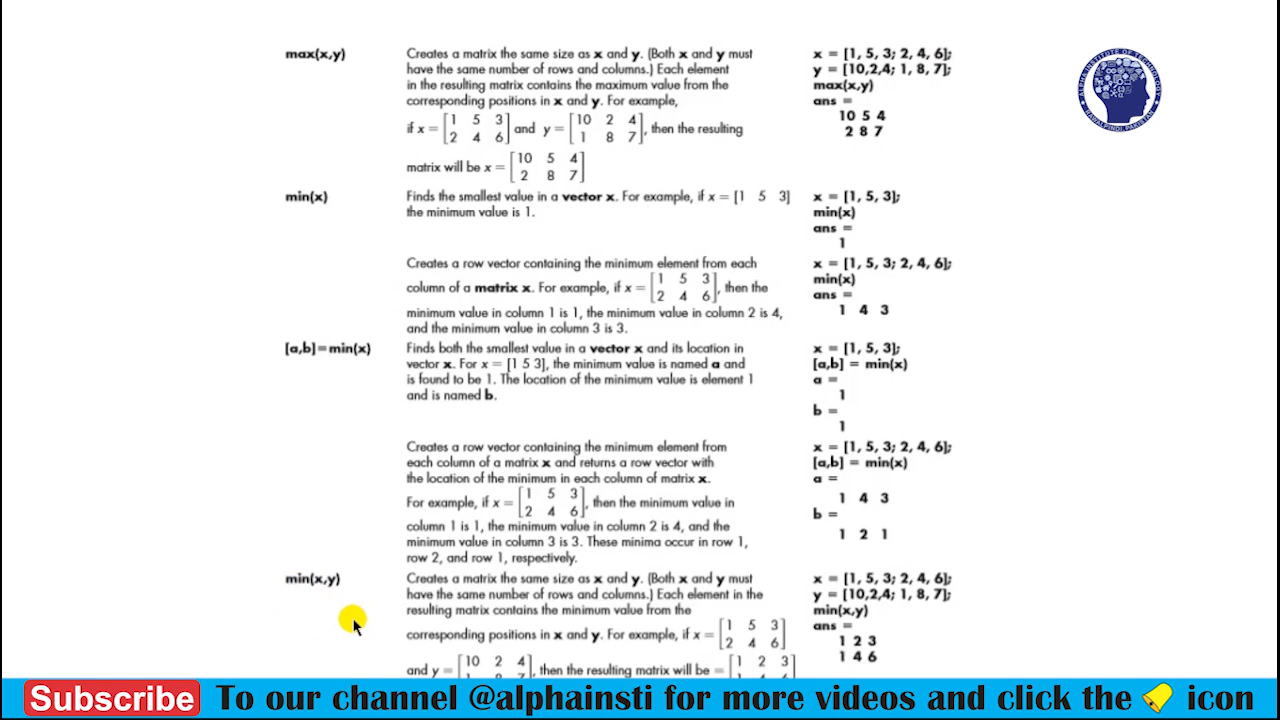 max(x,y) Creates a matrix the same size as x and y. (Both x and y must x = [1, 5, 3; 2, 4, 6];
have the same number of rows and columns.) Each element y = [10,2,4; 1, 8, 7];
in the resulting matrix contains the maximum value from the max(x,y)
corresponding positions in x and y. For example, ans =
10 5 4
2 8 7
if x = [1 5 3; 2 4 6] and y = [10 2 4; 1 8 7], then the resulting
matrix will be x = [10 5 4; 2 8 7]
min(x) Finds the smallest value in a vector x. For example, if x = [1 5 3] x = [1, 5, 3];
the minimum value is 1. min(x)
ans =
1
Creates a row vector containing the minimum element from each x = [1, 5, 3; 2, 4, 6];
column of a matrix x. For example, if x = [1 5 3; 2 4 6], then the min(x)
ans =
minimum value in column 1 is 1, the minimum value in column 2 is 4, 1 4 3
and the minimum value in column 3 is 3.
[a,b]=min(x) Finds both the smallest value in a vector x and its location in x = [1, 5, 3];
vector x. For x = [1 5 3], the minimum value is named a and [a,b] = min(x)
is found to be 1. The location of the minimum value is element 1 a =
and is named b. 1
b =
1
Creates a row vector containing the minimum element from x = [1, 5, 3; 2, 4, 6];
each column of a matrix x and returns a row vector with [a,b] = min(x)
the location of the minimum in each column of matrix x. a =
For example, if x = [1 5 3; 2 4 6], then the minimum value in 1 4 3
column 1 is 1, the minimum value in column 2 is 4, and the b =
minimum value in column 3 is 3. These minima occur in row 1, 1 2 1
row 2, and row 1, respectively.
min(x,y) Creates a matrix the same size as x and y. (Both x and y must x = [1, 5, 3; 2, 4, 6];
have the same number of rows and columns.) Each element in the y = [10,2,4; 1, 8, 7];
resulting matrix contains the minimum value from the min(x,y)
ans =
corresponding positions in x and y. For example, if x = [1 5 3; 2 4 6] 1 2 3
1 4 6
and y = [10 2 4 , then the resulting matrix will be = [1 2 3
ALPHA INSTITUTE OF TECHNOLOGY
RAWALPINDI, PAKISTAN
Subscribe To our channel @alphainsti for more videos and click the icon